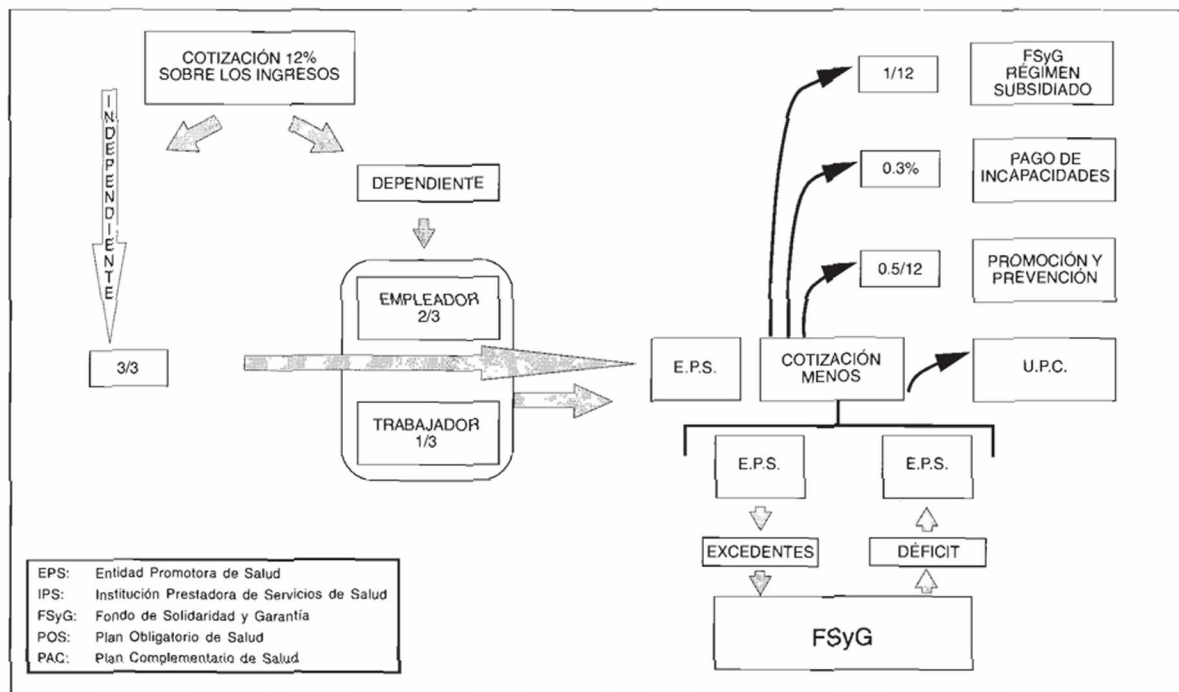 COTIZACIÓN 12%
SOBRE LOS INGRESOS
INDEPENDIENTE
3/3
DEPENDIENTE
EMPLEADOR
2/3
TRABAJADOR
1/3
E.P.S.
COTIZACIÓN
MENOS
1/12
FSyG
RÉGIMEN
SUBSIDIADO
0.3%
PAGO DE
INCAPACIDADES
0.5/12
PROMOCIÓN Y
PREVENCIÓN
U.P.C.
E.P.S.
E.P.S.
EXCEDENTES
DÉFICIT
FSyG
EPS: Entidad Promotora de Salud
IPS: Institución Prestadora de Servicios de Salud
FSyG: Fondo de Solidaridad y Garantía
POS: Plan Obligatorio de Salud
PAC: Plan Complementario de Salud